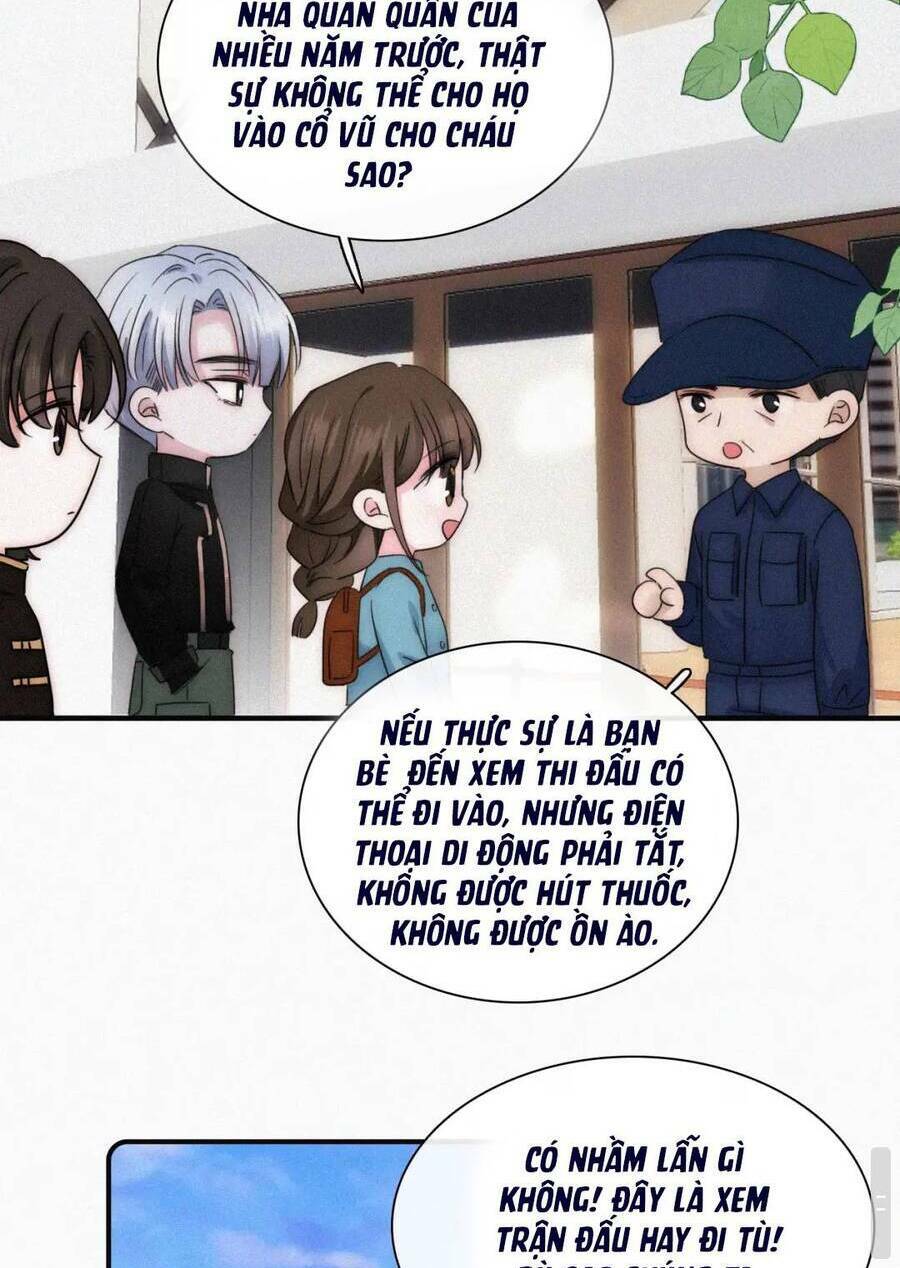 NHÀ QUÁN QUÂN CỦA
NHIỀU NĂM TRƯỚC, THẬT
SỰ KHÔNG THỂ CHO HỌ
VÀO CỔ VŨ CHO CHÁU
SAO?
NẾU THỰC SỰ LÀ BẠN
BÈ ĐẾN XEM THI ĐẤU CÓ
THỂ ĐI VÀO, NHƯNG ĐIỆN
THOẠI DI ĐỘNG PHẢI TẮT,
KHÔNG ĐƯỢC HÚT THUỐC,
KHÔNG ĐƯỢC ỒN ÀO.
CÓ NHẦM LẪN GÌ
KHÔNG! ĐÂY LÀ XEM
TRẬN ĐẤU HAY ĐI TÙ!